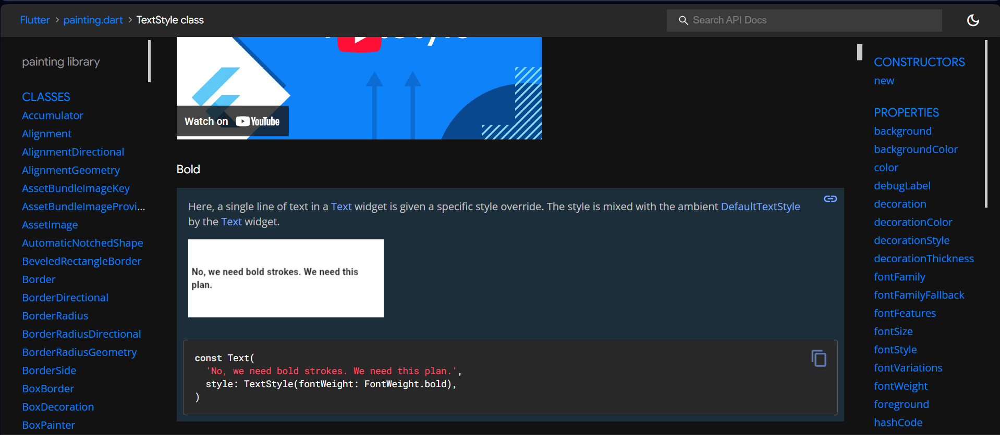 Flutter > painting.dart > TextStyle class
Search API Docs
painting library
CLASSES
Accumulator
Alignment
AlignmentDirectional
AlignmentGeometry
AssetBundleImageKey
AssetBundleImageProvi...
AssetImage
AutomaticNotchedShape
BeveledRectangleBorder
Border
BorderDirectional
BorderRadius
BorderRadiusDirectional
BorderRadiusGeometry
BorderSide
BoxBorder
BoxDecoration
BoxPainter
Watch on YouTube
Bold
Here, a single line of text in a Text widget is given a specific style override. The style is mixed with the ambient DefaultTextStyle
by the Text widget.
No, we need bold strokes. We need this
plan.
const Text(
  'No, we need bold strokes. We need this plan.',
  style: TextStyle(fontWeight: FontWeight.bold),
)
CONSTRUCTORS
new
PROPERTIES
background
backgroundColor
color
debugLabel
decoration
decorationColor
decorationStyle
decorationThickness
fontFamily
fontFamilyFallback
fontFeatures
fontSize
fontStyle
fontVariations
fontWeight
foreground
hashCode